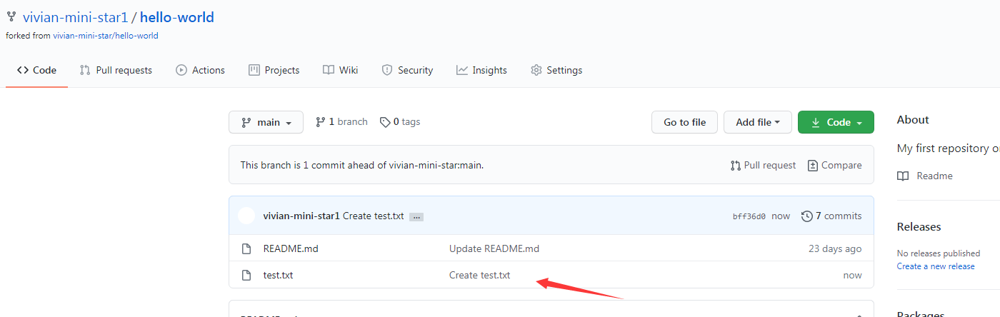 vivian-mini-star1 / hello-world
forked from vivian-mini-star/hello-world
Code Pull requests Actions Projects Wiki Security Insights Settings
main 1 branch 0 tags Go to file Add file Code
This branch is 1 commit ahead of vivian-mini-star:main. Pull request Compare
vivian-mini-star1 Create test.txt ... bff36d0 now 7 commits
README.md Update README.md 23 days ago
test.txt Create test.txt now
About
My first repository
Readme
Releases
No releases published
Create a new release